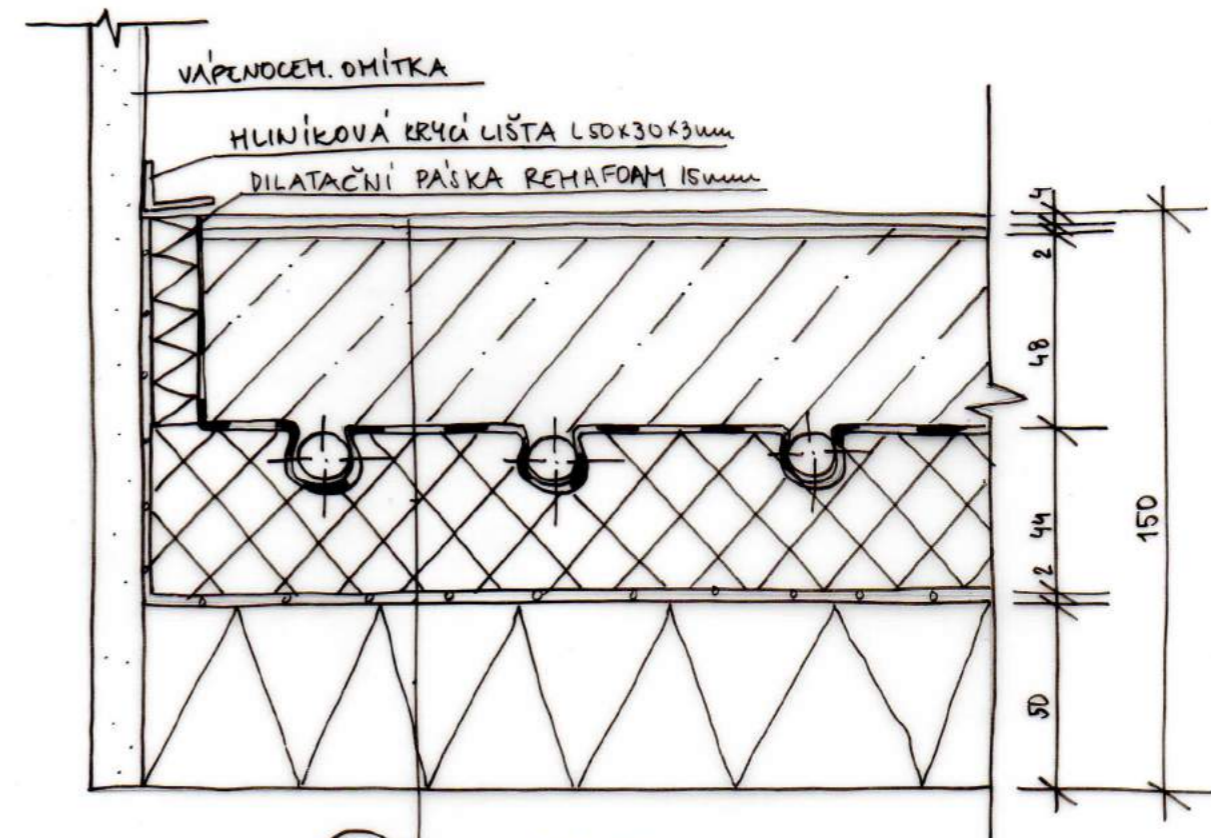 VÁPENOCEM. OMÍTKA
HLINÍKOVÁ KRYCÍ LIŠTA L50x30x3mm
DILATAČNÍ PÁSKA REMAFOAM 15mm
4
2
48
44
2
50
150